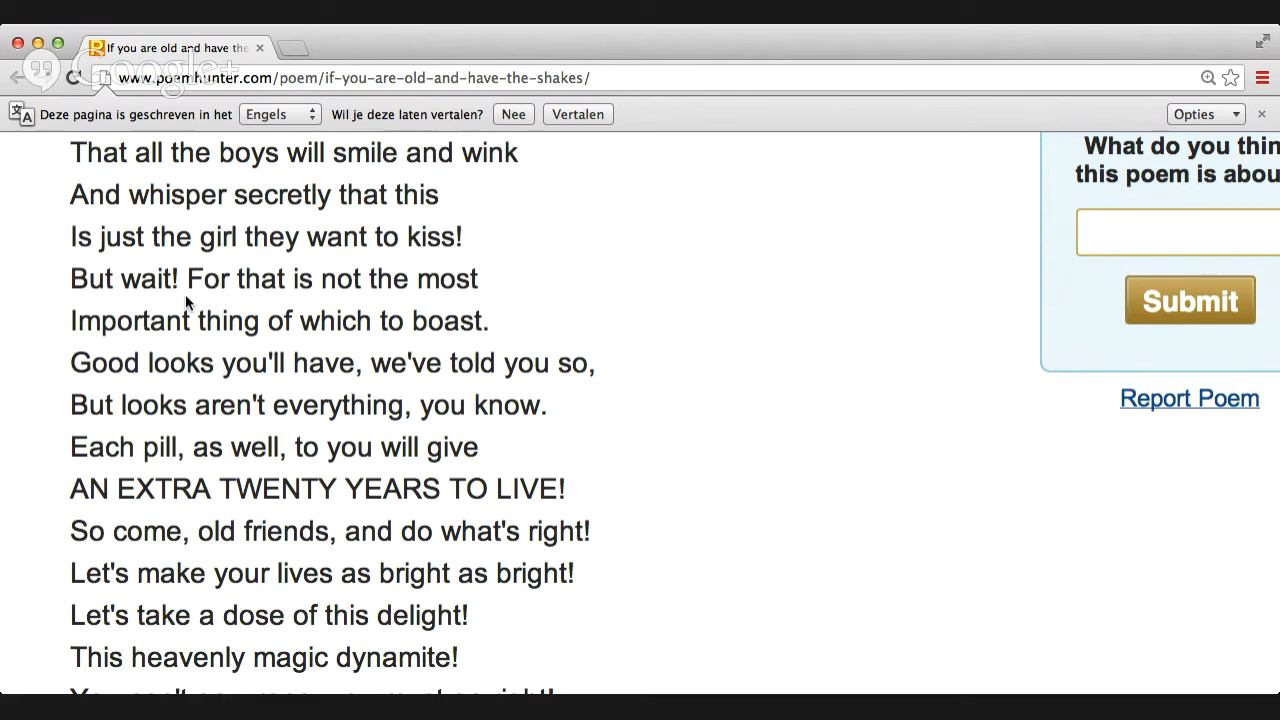 If you are old and have the
Google+
www.poemhunter.com/poem/if-you-are-old-and-have-the-shakes/
Deze pagina is geschreven in het Engels Wil je deze laten vertalen? Nee Vertalen Opties
That all the boys will smile and wink
And whisper secretly that this
Is just the girl they want to kiss!
But wait! For that is not the most
Important thing of which to boast.
Good looks you'll have, we've told you so,
But looks aren't everything, you know.
Each pill, as well, to you will give
AN EXTRA TWENTY YEARS TO LIVE!
So come, old friends, and do what's right!
Let's make your lives as bright as bright!
Let's take a dose of this delight!
This heavenly magic dynamite!
What do you thin
this poem is abou
Submit
Report Poem